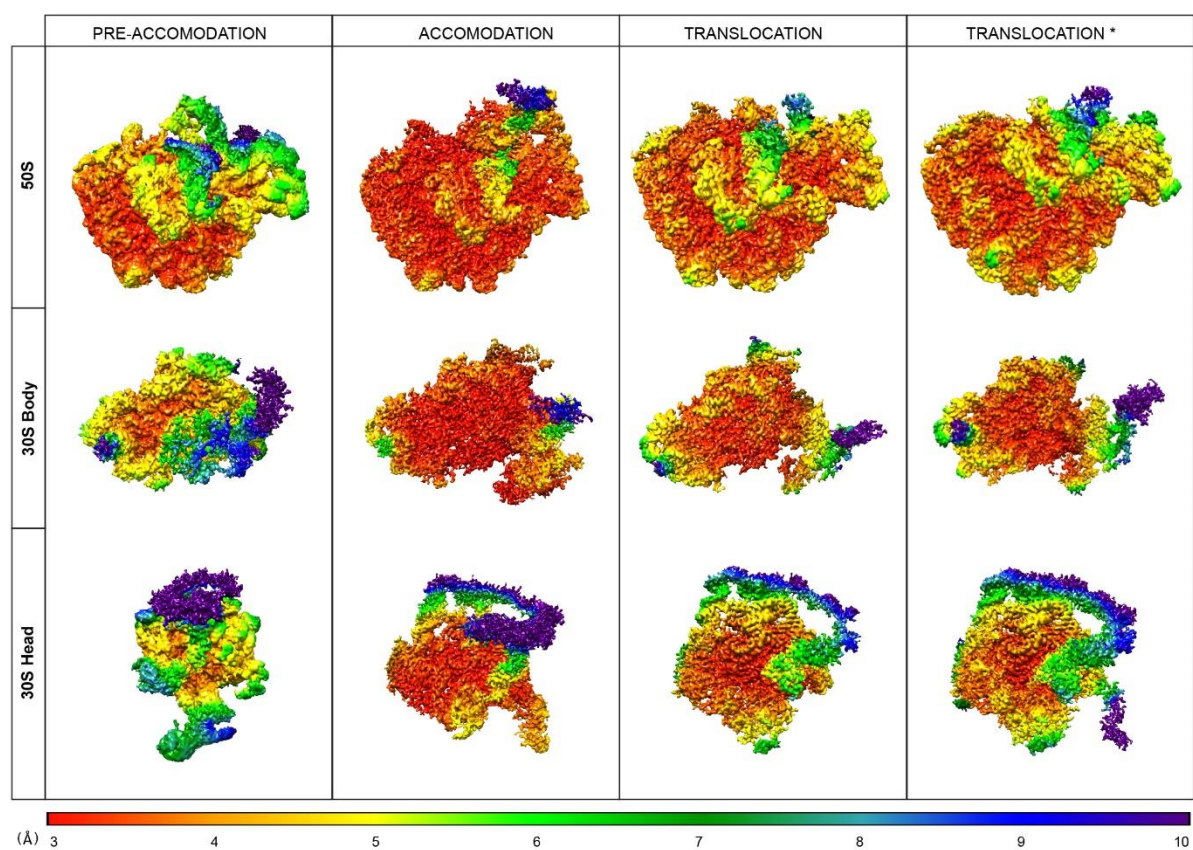 PRE-ACCOMODATION ACCOMODATION TRANSLOCATION TRANSLOCATION *
50S
30S Body
30S Head
(Å) 3 4 5 6 7 8 9 10